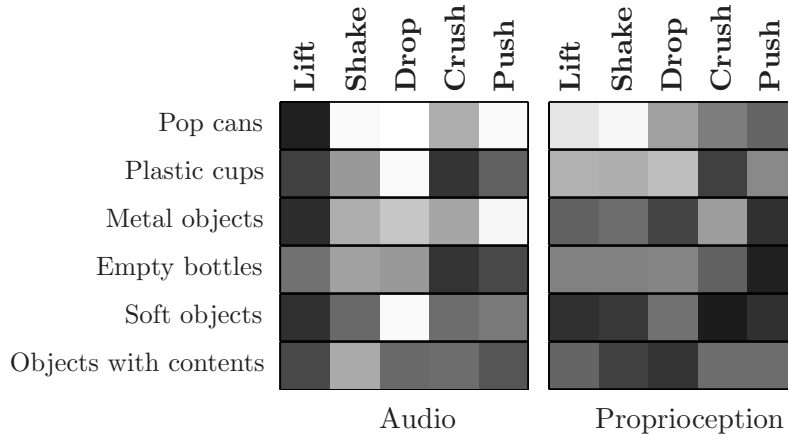 Lift Shake Drop Crush Push Lift Shake Drop Crush Push
Pop cans
Plastic cups
Metal objects
Empty bottles
Soft objects
Objects with contents
Audio Proprioception